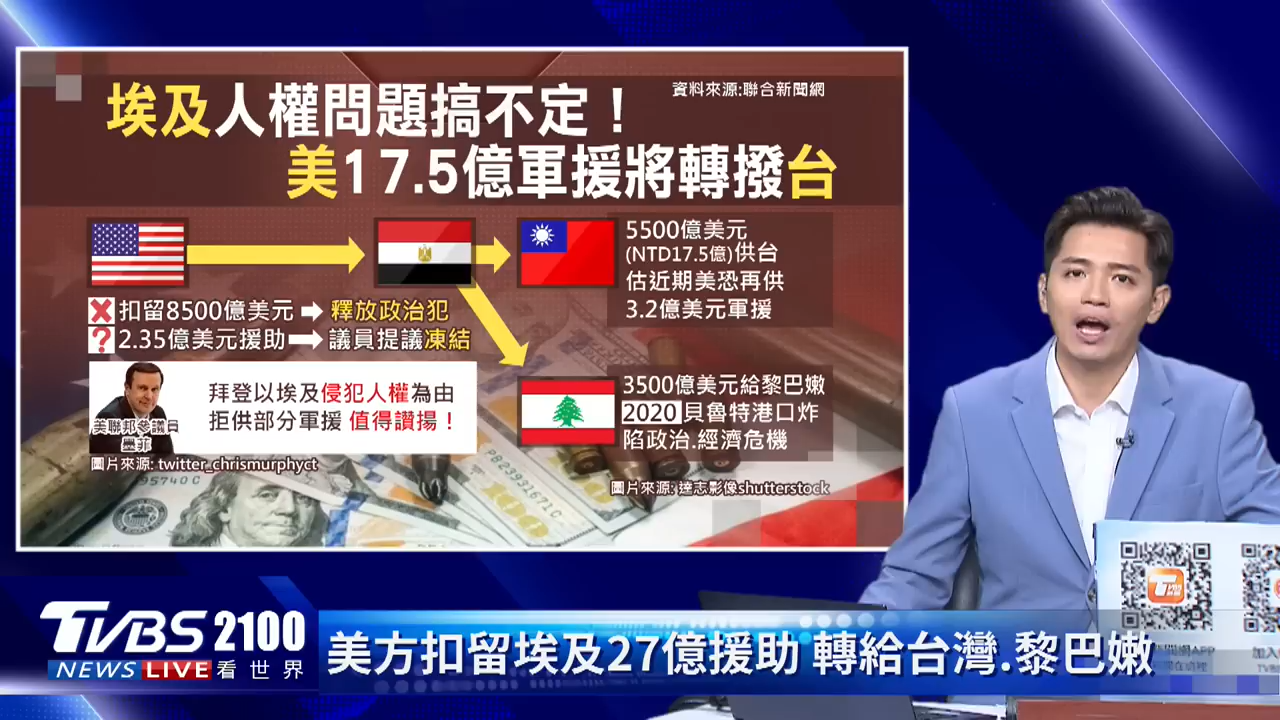 資料來源:聯合新聞網
埃及人權問題搞不定！
美17.5億軍援將轉撥台
5500億美元
(NTD17.5億)供台
估近期美恐再供
3.2億美元軍援
扣留8500億美元 ➡ 釋放政治犯
? 2.35億美元援助 ➡ 議員提議凍結
拜登以埃及侵犯人權為由
拒供部分軍援 值得讚揚！
美聯邦參議員
墨菲
圖片來源: twitter_chrismurphyct
3500億美元給黎巴嫩
2020 貝魯特港口炸
陷政治.經濟危機
圖片來源: 達志影像shutterstock
PB23931671C
95740C
TVBS 2100
NEWS LIVE 看世界
美方扣留埃及27億援助 轉給台灣.黎巴嫩